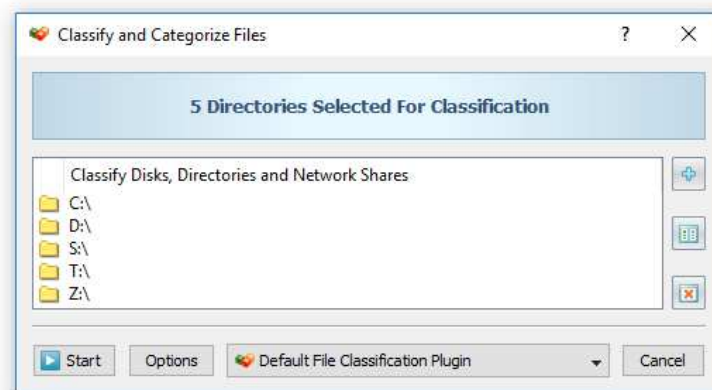 Classify and Categorize Files ?
5 Directories Selected For Classification
Classify Disks, Directories and Network Shares
C:\
D:\
S:\
T:\
Z:\
Start Options Default File Classification Plugin Cancel